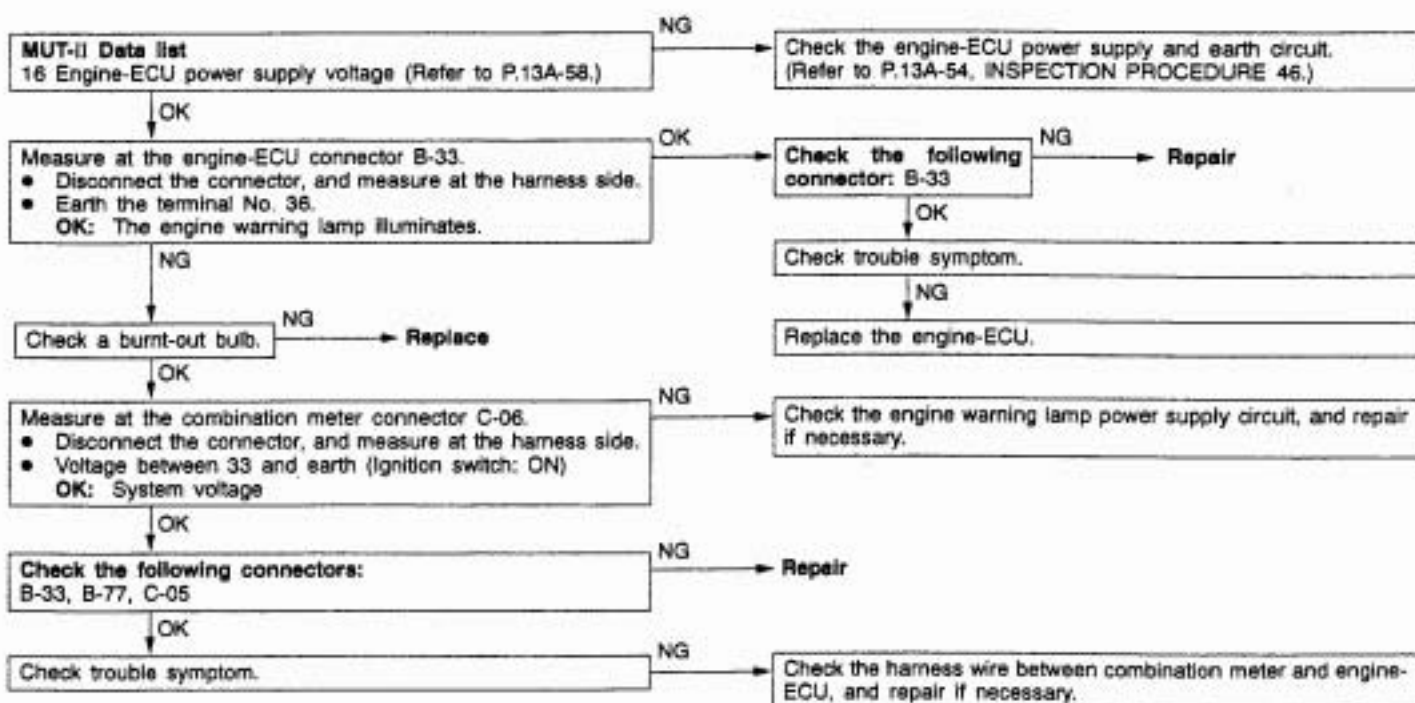 MUT-II Data list
16 Engine-ECU power supply voltage (Refer to P.13A-58.)
NG
Check the engine-ECU power supply and earth circuit.
(Refer to P.13A-54, INSPECTION PROCEDURE 46.)
OK
Measure at the engine-ECU connector B-33.
● Disconnect the connector, and measure at the harness side.
● Earth the terminal No. 36.
OK: The engine warning lamp illuminates.
OK
Check the following
connector: B-33
NG
Repair
OK
Check trouble symptom.
NG
Replace the engine-ECU.
NG
Check a burnt-out bulb.
NG
Replace
OK
Measure at the combination meter connector C-06.
● Disconnect the connector, and measure at the harness side.
● Voltage between 33 and earth (Ignition switch: ON)
OK: System voltage
NG
Check the engine warning lamp power supply circuit, and repair
if necessary.
OK
Check the following connectors:
B-33, B-77, C-05
NG
Repair
OK
Check trouble symptom.
NG
Check the harness wire between combination meter and engine-
ECU, and repair if necessary.